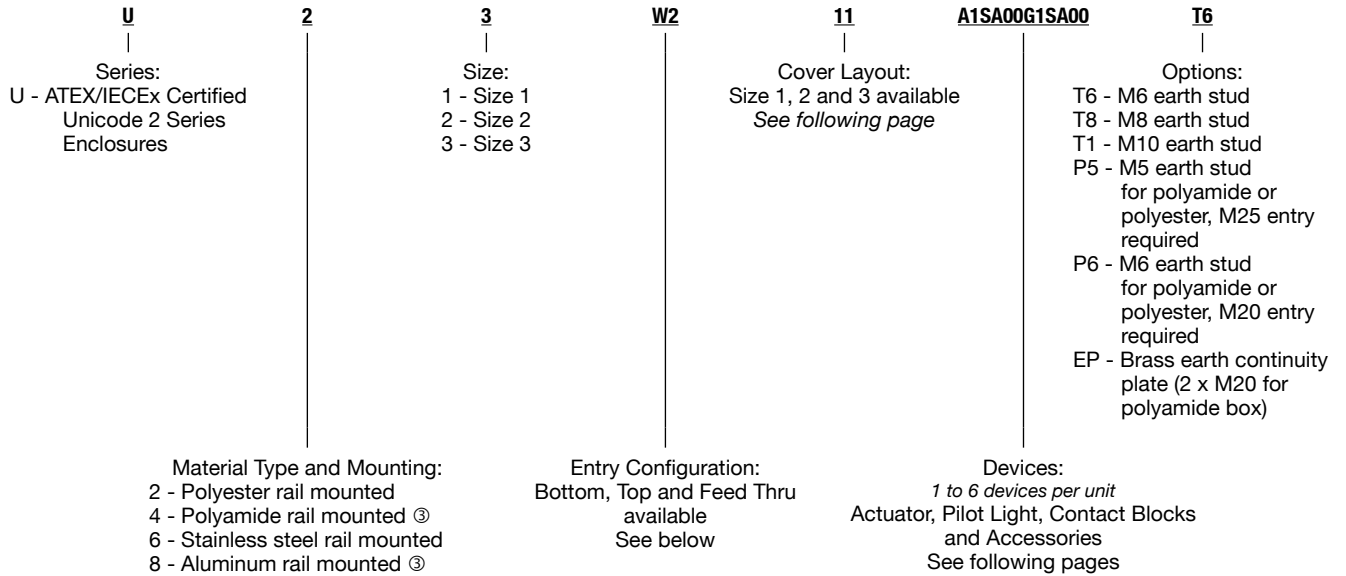 U 2 3 W2 11 A1SA00G1SA00 T6
Series:
U - ATEX/IECEx Certified
Unicode 2 Series
Enclosures
Size:
1 - Size 1
2 - Size 2
3 - Size 3
Cover Layout:
Size 1, 2 and 3 available
See following page
Options:
T6 - M6 earth stud
T8 - M8 earth stud
T1 - M10 earth stud
P5 - M5 earth stud
for polyamide or
polyester, M25 entry
required
P6 - M6 earth stud
for polyamide or
polyester, M20 entry
required
EP - Brass earth continuity
plate (2 x M20 for
polyamide box)
Material Type and Mounting:
2 - Polyester rail mounted
4 - Polyamide rail mounted ③
6 - Stainless steel rail mounted
8 - Aluminum rail mounted ③
Entry Configuration:
Bottom, Top and Feed Thru
available
See below
Devices:
1 to 6 devices per unit
Actuator, Pilot Light, Contact Blocks
and Accessories
See following pages